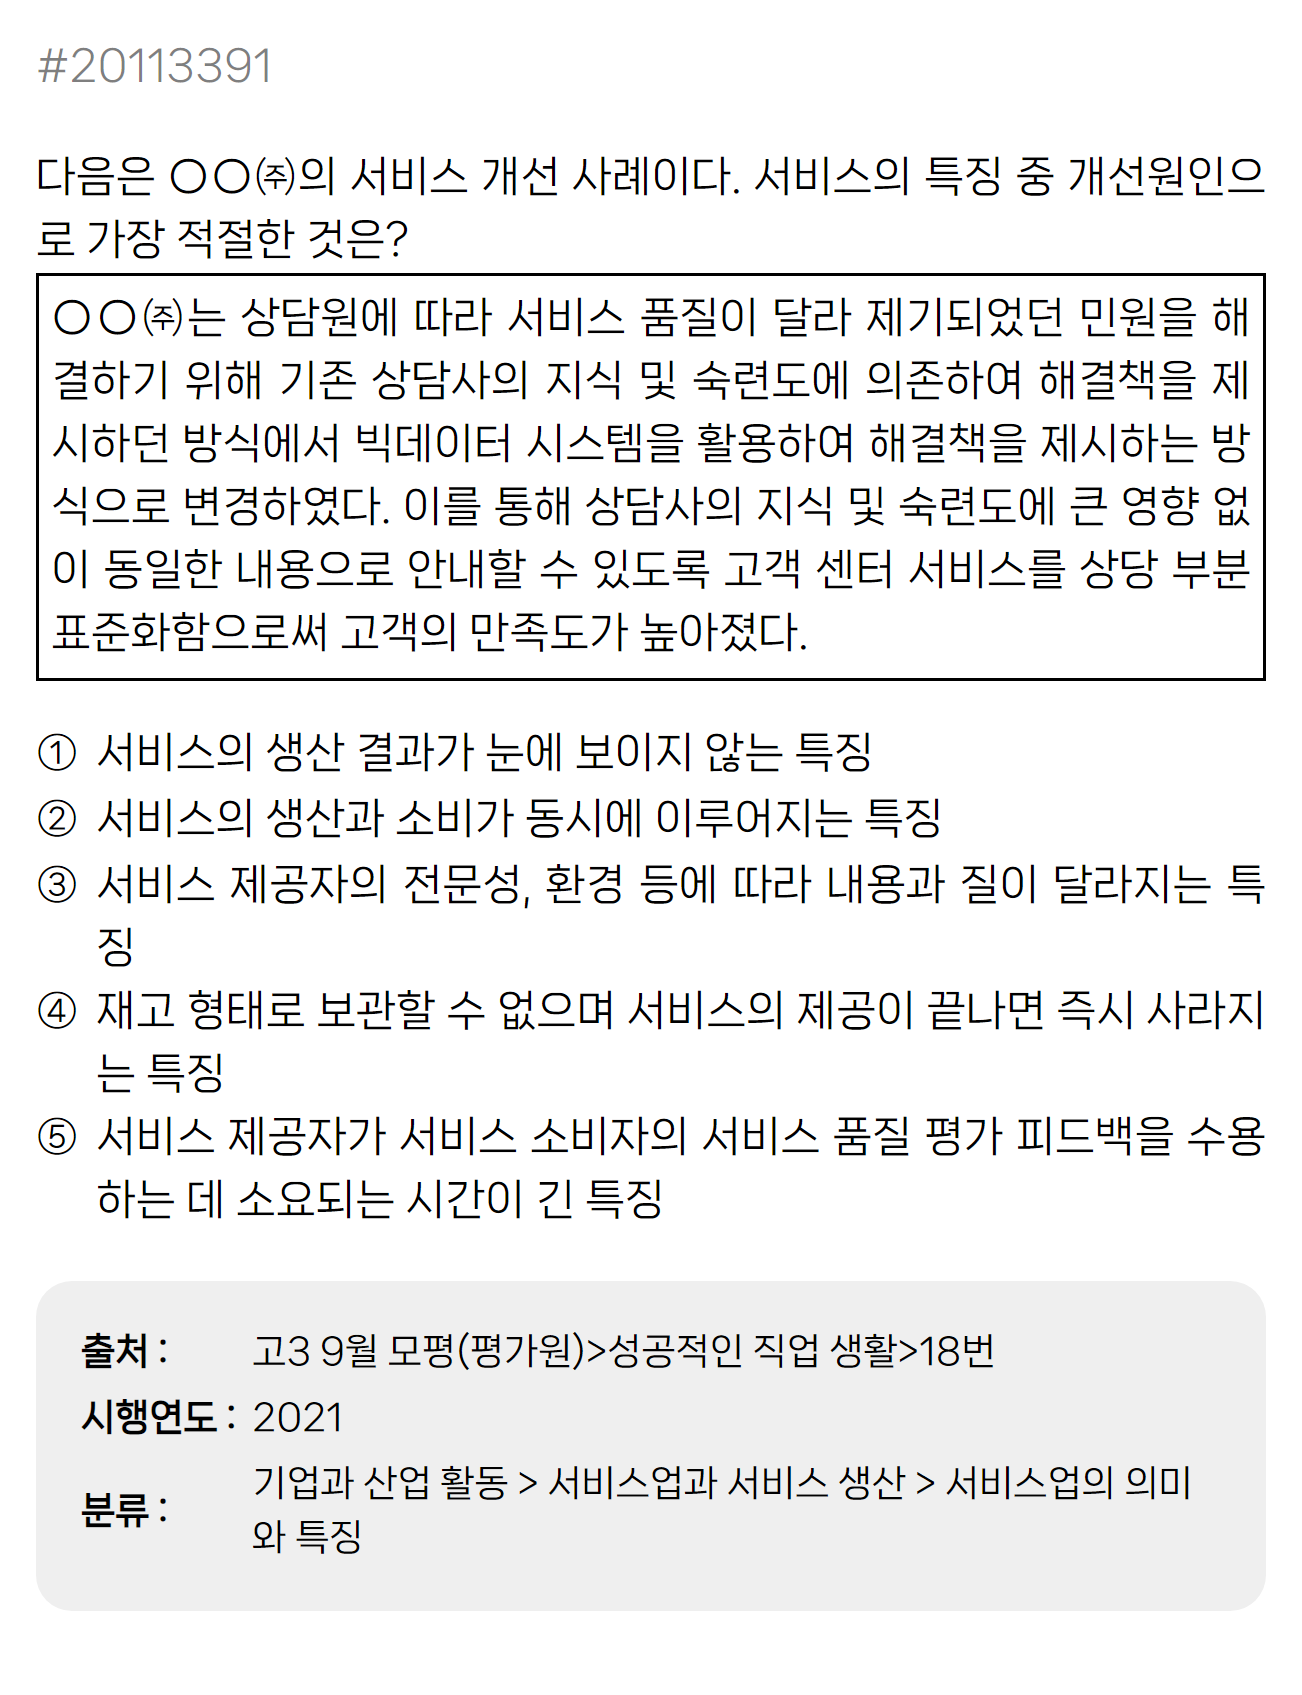 #20113391
다음은 〇〇㈜의 서비스 개선 사례이다. 서비스의 특징 중 개선원인으
로 가장 적절한 것은?
〇〇㈜는 상담원에 따라 서비스 품질이 달라 제기되었던 민원을 해
결하기 위해 기존 상담사의 지식 및 숙련도에 의존하여 해결책을 제
시하던 방식에서 빅데이터 시스템을 활용하여 해결책을 제시하는 방
식으로 변경하였다. 이를 통해 상담사의 지식 및 숙련도에 큰 영향 없
이 동일한 내용으로 안내할 수 있도록 고객 센터 서비스를 상당 부분
표준화함으로써 고객의 만족도가 높아졌다.
① 서비스의 생산 결과가 눈에 보이지 않는 특징
② 서비스의 생산과 소비가 동시에 이루어지는 특징
③ 서비스 제공자의 전문성, 환경 등에 따라 내용과 질이 달라지는 특
징
④ 재고 형태로 보관할 수 없으며 서비스의 제공이 끝나면 즉시 사라지
는 특징
⑤ 서비스 제공자가 서비스 소비자의 서비스 품질 평가 피드백을 수용
하는 데 소요되는 시간이 긴 특징
출처 : 고3 9월 모평(평가원)>성공적인 직업 생활>18번
시행연도 : 2021
분류 : 기업과 산업 활동 > 서비스업과 서비스 생산 > 서비스업의 의미
와 특징